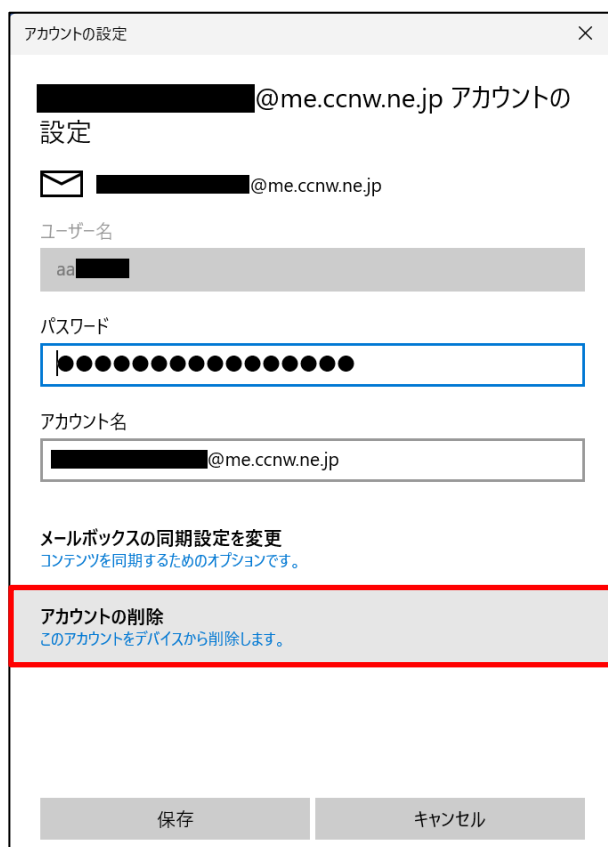 アカウントの設定
@me.ccnw.ne.jp アカウントの
設定
@me.ccnw.ne.jp
ユーザー名
aa
パスワード
●●●●●●●●●●●●●●●●
アカウント名
@me.ccnw.ne.jp
メールボックスの同期設定を変更
コンテンツを同期するためのオプションです。
アカウントの削除
このアカウントをデバイスから削除します。
保存
キャンセル